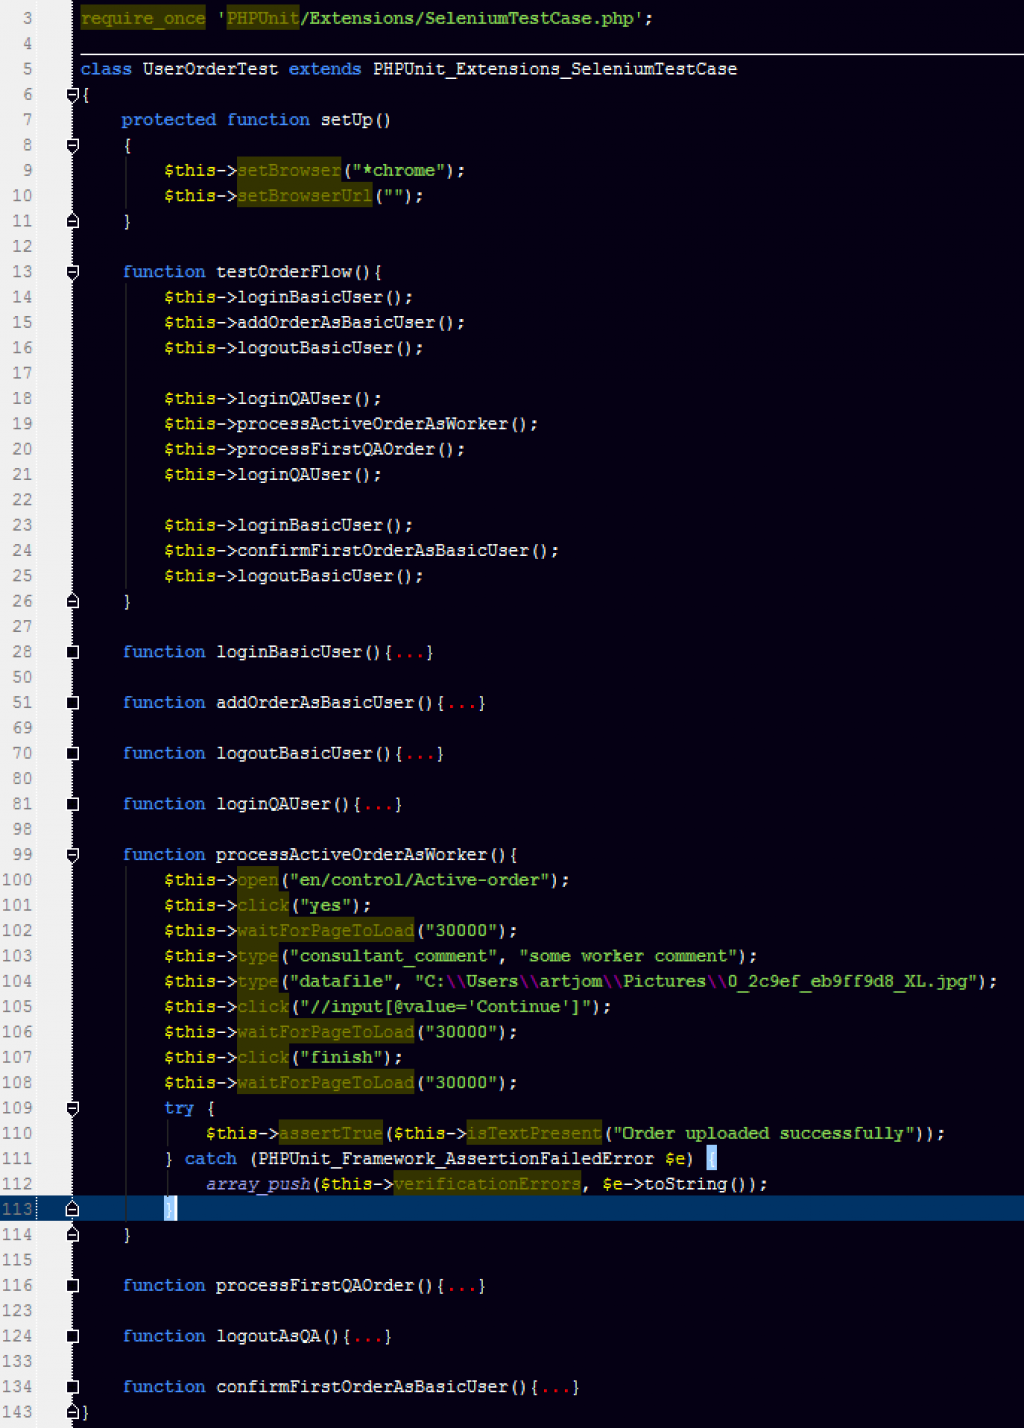 3 require_once 'PHPUnit/Extensions/SeleniumTestCase.php';
4
5 class UserOrderTest extends PHPUnit_Extensions_SeleniumTestCase
6 {
7 protected function setUp()
8 {
9 $this->setBrowser("*chrome");
10 $this->setBrowserUrl("");
11 }
12
13 function testOrderFlow(){
14 $this->loginBasicUser();
15 $this->addOrderAsBasicUser();
16 $this->logoutBasicUser();
17
18 $this->loginQAUser();
19 $this->processActiveOrderAsWorker();
20 $this->processFirstQAOrder();
21 $this->loginQAUser();
22
23 $this->loginBasicUser();
24 $this->confirmFirstOrderAsBasicUser();
25 $this->logoutBasicUser();
26 }
27
28 function loginBasicUser(){...}
50
51 function addOrderAsBasicUser(){...}
69
70 function logoutBasicUser(){...}
80
81 function loginQAUser(){...}
98
99 function processActiveOrderAsWorker(){
100 $this->open("en/control/Active-order");
101 $this->click("yes");
102 $this->waitForPageToLoad("30000");
103 $this->type("consultant_comment", "some worker comment");
104 $this->type("datafile", "C:\\Users\\artjom\\Pictures\\0_2c9ef_eb9ff9d8_XL.jpg");
105 $this->click("//input[@value='Continue']");
106 $this->waitForPageToLoad("30000");
107 $this->click("finish");
108 $this->waitForPageToLoad("30000");
109 try {
110 $this->assertTrue($this->isTextPresent("Order uploaded successfully"));
111 } catch (PHPUnit_Framework_AssertionFailedError $e) {
112 array_push($this->verificationErrors, $e->toString());
113 }
114 }
115
116 function processFirstQAOrder(){...}
123
124 function logoutAsQA(){...}
133
134 function confirmFirstOrderAsBasicUser(){...}
143 }